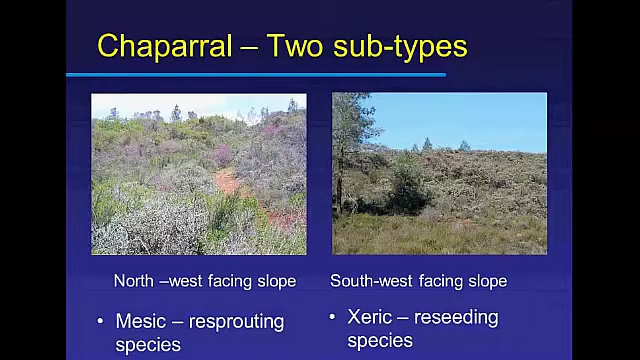 Chaparral – Two sub-types
North –west facing slope
South-west facing slope
• Mesic – resprouting
species
• Xeric – reseeding
species